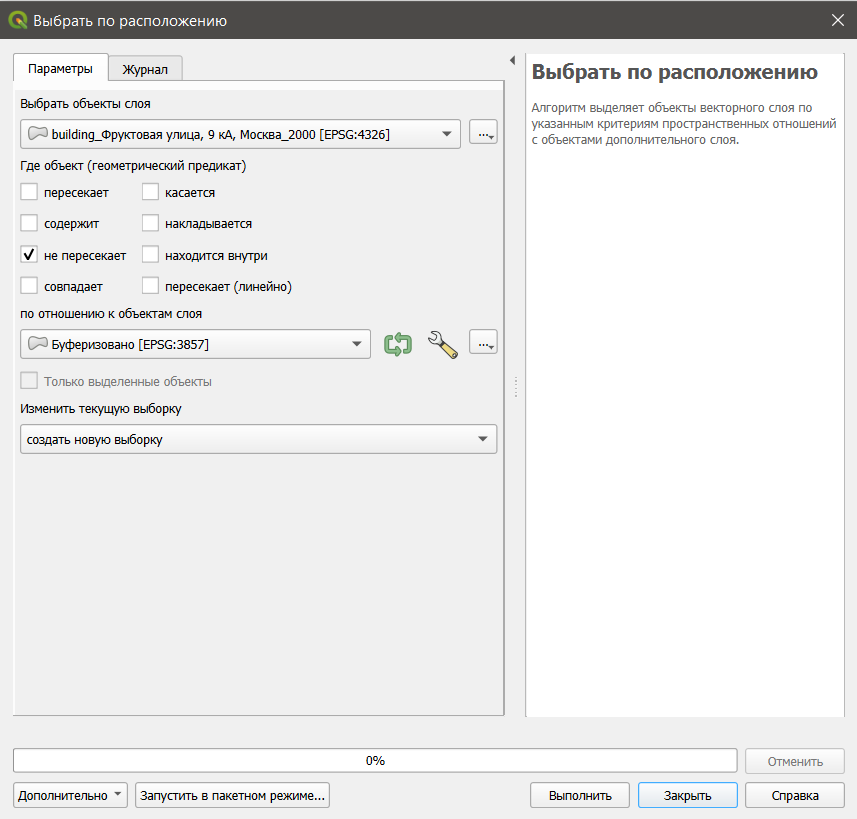 Выбрать по расположению
Параметры
Журнал
Выбрать объекты слоя
building_Фруктовая улица, 9 кА, Москва_2000 [EPSG:4326]
...
Где объект (геометрический предикат)
пересекает
касается
содержит
накладывается
не пересекает
находится внутри
совпадает
пересекает (линейно)
по отношению к объектам слоя
Буферизовано [EPSG:3857]
...
Только выделенные объекты
Изменить текущую выборку
создать новую выборку
Выбрать по расположению
Алгоритм выделяет объекты векторного слоя по
указанным критериям пространственных отношений
с объектами дополнительного слоя.
0%
Отменить
Дополнительно
Запустить в пакетном режиме...
Выполнить
Закрыть
Справка